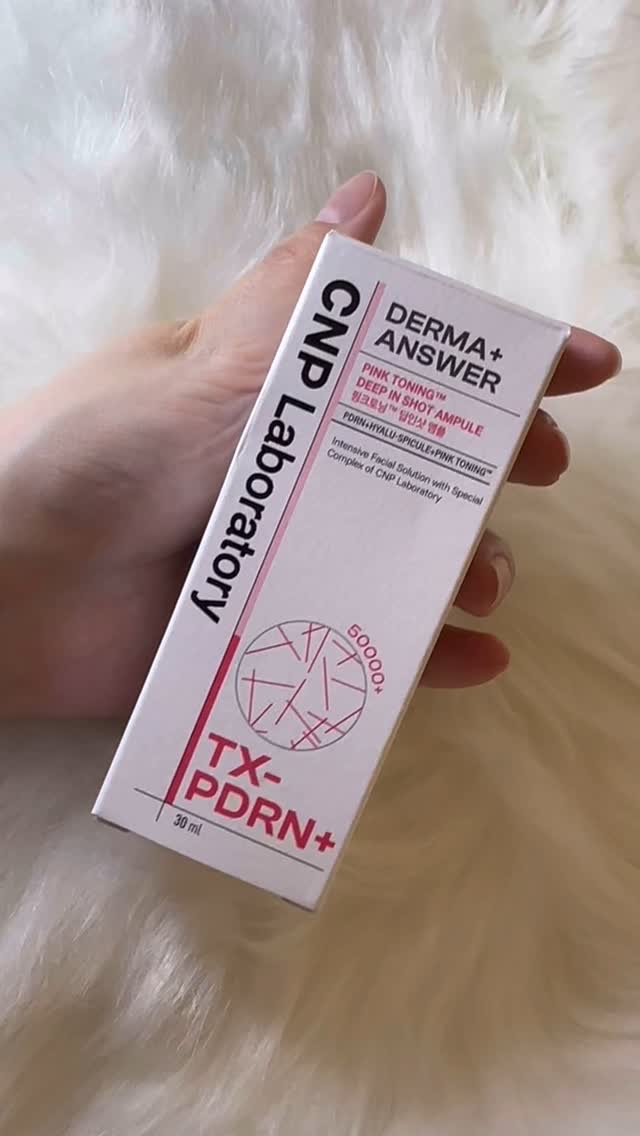 CNP Laboratory
DERMA+
ANSWER
PINK TONING™
DEEP IN SHOT AMPULE
핑크토닝™ 딥인샷 앰플
PDRN+HYALU-SPICULE+PINK TONING™
Intensive Facial Solution with Special
Complex of CNP Laboratory
50000+
TX-
PDRN+
30 ml